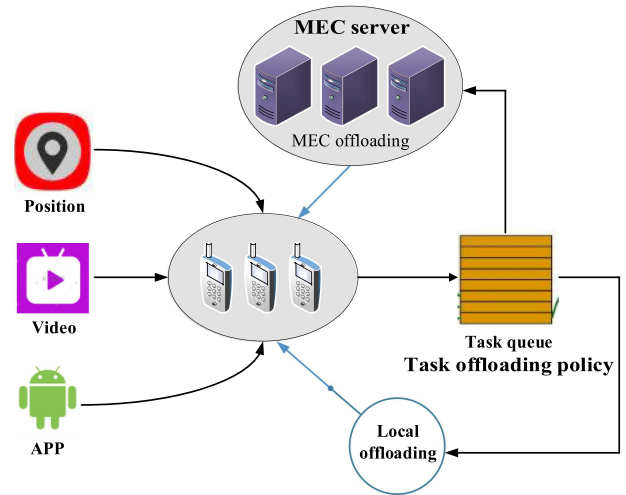 MEC server
MEC offloading
Position
Video
APP
Task queue
Task offloading policy
Local
offloading